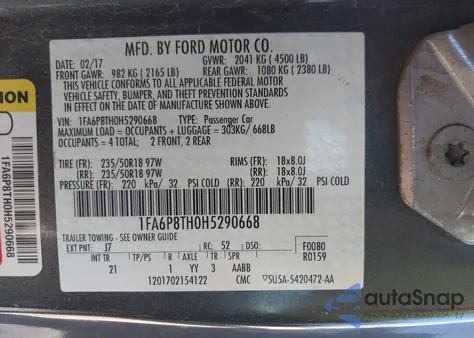 MFD. BY FORD MOTOR CO.
DATE: 02/17 GVWR: 2041 KG ( 4500 LB)
FRONT GAWR: 982 KG ( 2165 LB) REAR GAWR: 1080 KG ( 2380 LB)
THIS VEHICLE CONFORMS TO ALL APPLICABLE FEDERAL MOTOR
VEHICLE SAFETY, BUMPER, AND THEFT PREVENTION STANDARDS
IN EFFECT ON THE DATE OF MANUFACTURE SHOWN ABOVE.
VIN: 1FA6P8TH0H5290668 TYPE: Passenger Car
MAXIMUM LOAD = OCCUPANTS + LUGGAGE = 303KG/ 668LB
OCCUPANTS = 4 TOTAL: 2 FRONT, 2 REAR
TIRE (FR): 235/50R18 97W RIMS (FR): 18x8.0J
(RR): 235/50R18 97W (RR): 18x8.0J
PRESSURE (FR): 220 kPa/ 32 PSI COLD (RR): 220 kPa/ 32 PSI COLD
1FA6P8TH0H5290668
TRAILER TOWING - SEE OWNER GUIDE
EXT PNT: J7 RC: 52 DSO: F0080
R0159
INT TR TP/PS R AXLE TR SPR
21 1 YY 3 AABB
1201702154122 CMC 5U5A-5420472-AA
1FA6P8TH0H5290668
autoSnap